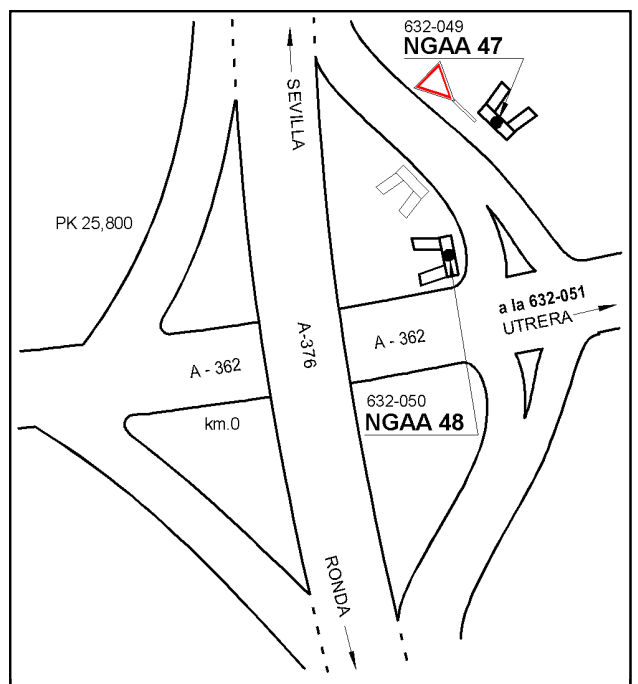 632-049
NGAA 47
SEVILLA
PK 25,800
a la 632-051
UTRERA
A-376
A - 362
A - 362
632-050
NGAA 48
km.0
RONDA